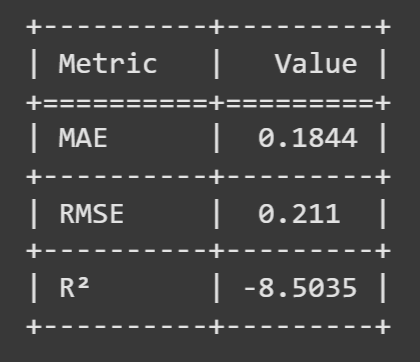 +----------+---------+
| Metric   |   Value |
+==========+=========+
| MAE      |  0.1844 |
+----------+---------+
| RMSE     |  0.211  |
+----------+---------+
| R²       | -8.5035 |
+----------+---------+